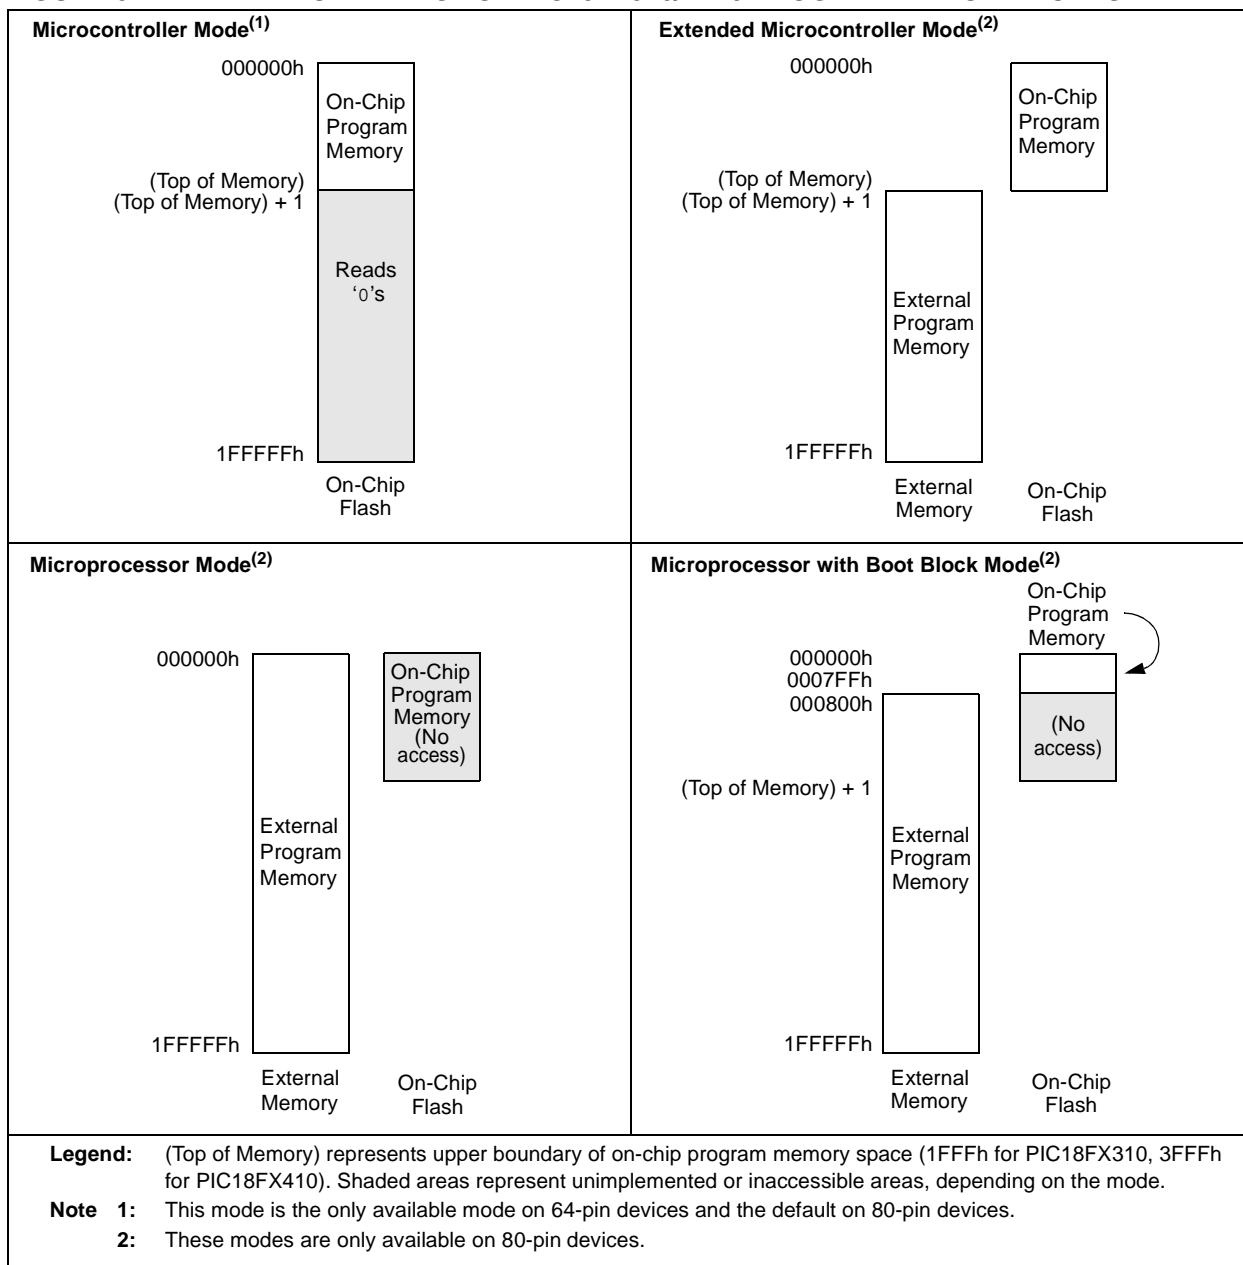 Microcontroller Mode(1)
000000h
On-Chip
Program
Memory
(Top of Memory)
(Top of Memory) + 1
Reads
‘0’s
1FFFFFh
On-Chip
Flash
Extended Microcontroller Mode(2)
000000h
On-Chip
Program
Memory
(Top of Memory)
(Top of Memory) + 1
External
Program
Memory
1FFFFFh
External
Memory
On-Chip
Flash
Microprocessor Mode(2)
000000h
On-Chip
Program
Memory
(No
access)
External
Program
Memory
1FFFFFh
External
Memory
On-Chip
Flash
Microprocessor with Boot Block Mode(2)
On-Chip
Program
Memory
000000h
0007FFh
000800h
(No
access)
(Top of Memory) + 1
External
Program
Memory
1FFFFFh
External
Memory
On-Chip
Flash
Legend: (Top of Memory) represents upper boundary of on-chip program memory space (1FFFh for PIC18FX310, 3FFFh
for PIC18FX410). Shaded areas represent unimplemented or inaccessible areas, depending on the mode.
Note 1: This mode is the only available mode on 64-pin devices and the default on 80-pin devices.
2: These modes are only available on 80-pin devices.